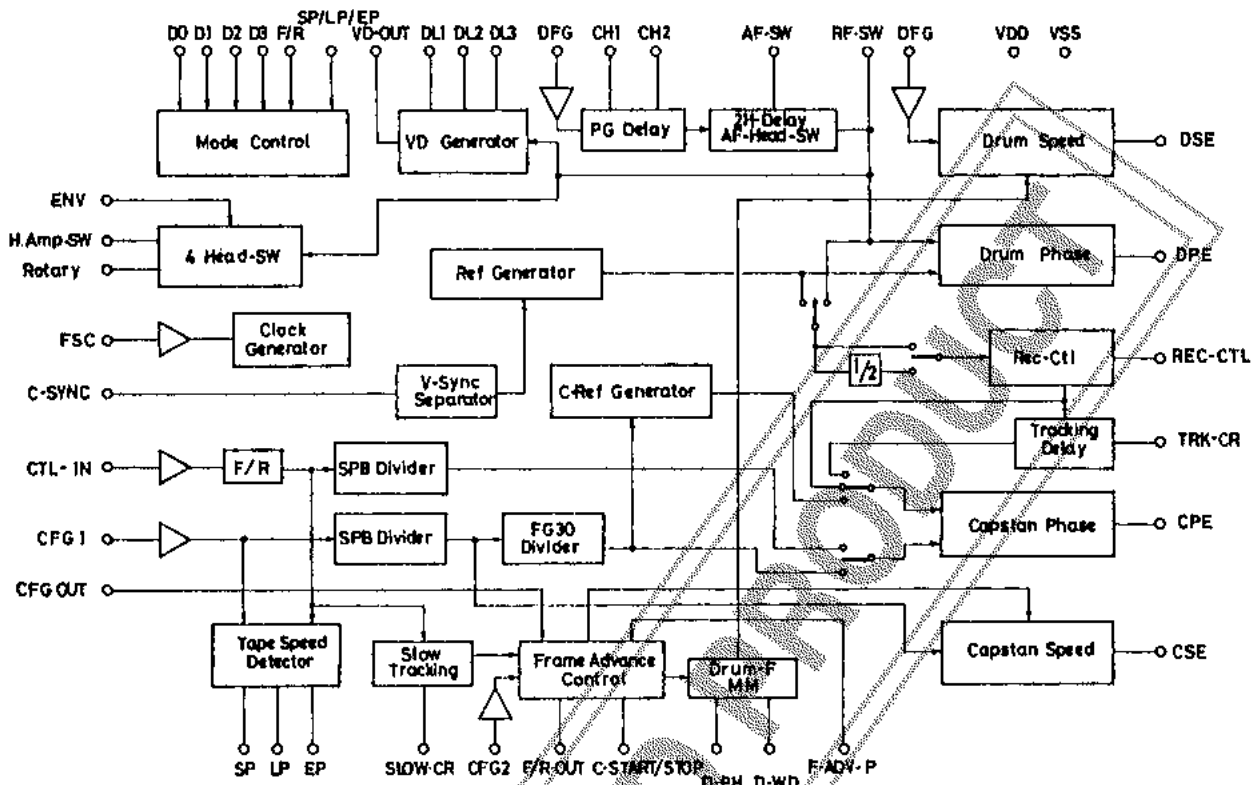 SP/LP/EP
D0 D1 D2 D3 F/R VD-OUT DL1 DL2 DL3 DFG CH1 CH2 AF-SW RF-SW DFG VDD VSS
Mode Control
VD Generator
PG Delay
2H-Delay
AF-Head-SW
Drum Speed
DSE
ENV
H.Amp-SW
Rotary
4 Head-SW
Ref Generator
Drum Phase
DPE
FSC
Clock
Generator
1/2
Rec-Ctl
REC-CTL
C-SYNC
V-Sync
Separator
C-Ref Generator
Tracking
Delay
TRK-CR
CTL-IN
F/R
SPB Divider
CFG1
SPB Divider
FG30
Divider
Capstan Phase
CPE
CFG OUT
Tape Speed
Detector
Slow
Tracking
Frame Advance
Control
Drum-F
MM
Capstan Speed
CSE
SP LP EP SLOW-CR CFG2 F/R-OUT C-START/STOP F-ADV-P
D-PH D-WD
PRODUCT